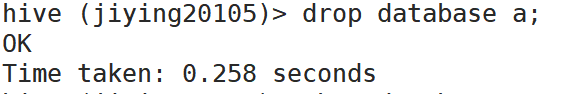 hive (jiying20105)> drop database a;
OK
Time taken: 0.258 seconds